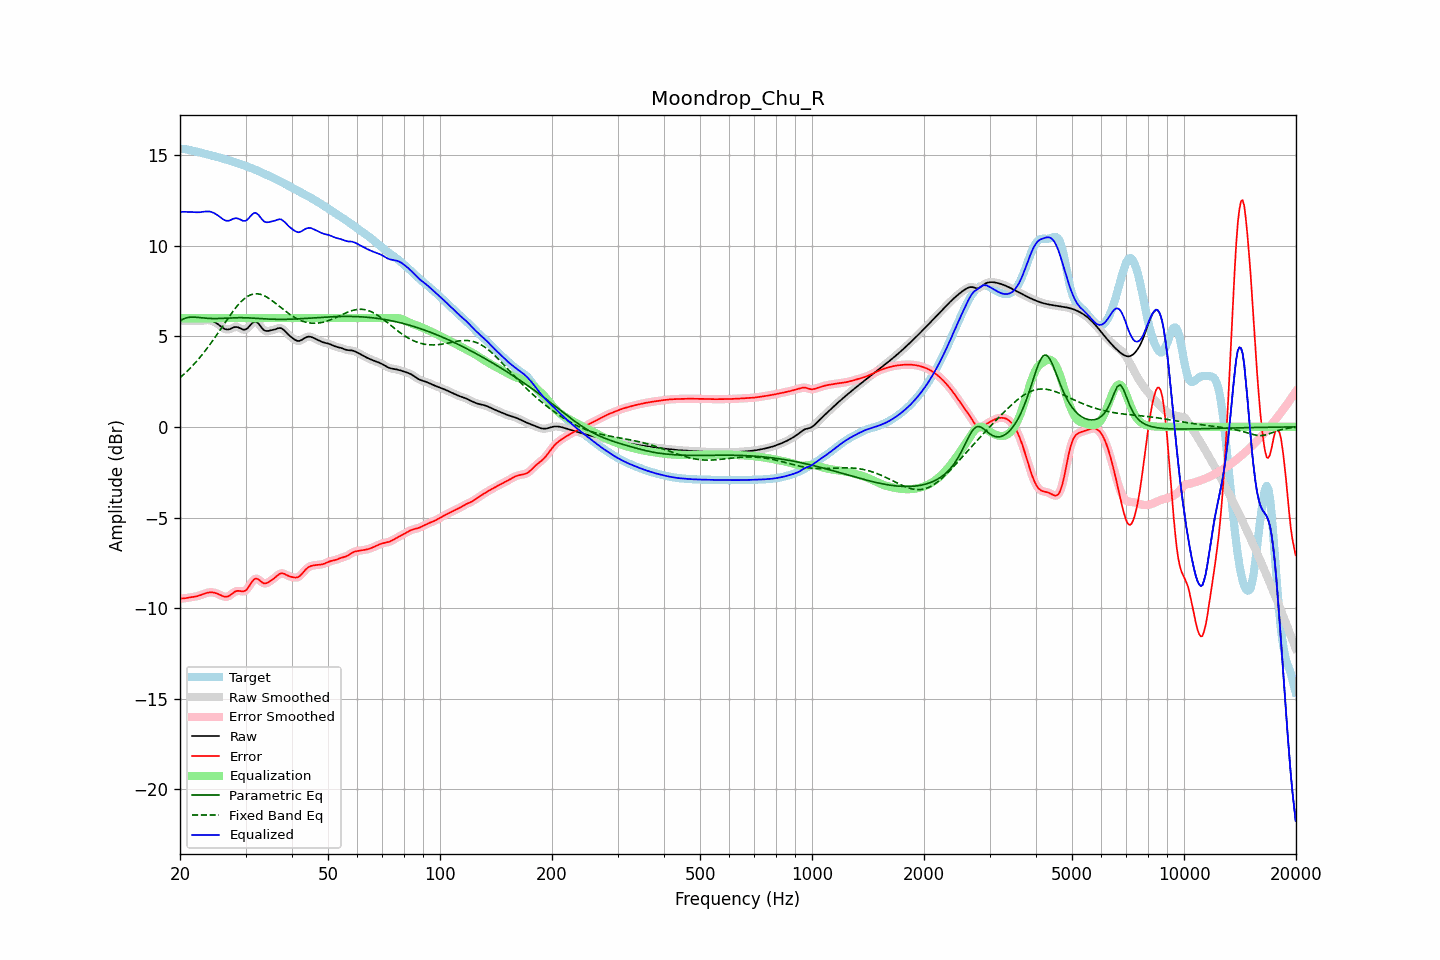 Moondrop_Chu_R
Amplitude (dBr)
15
10
5
0
−5
−10
−15
−20
Target
Raw Smoothed
Error Smoothed
Raw
Error
Equalization
Parametric Eq
Fixed Band Eq
Equalized
20 50 100 200 500 1000 2000 5000 10000 20000
Frequency (Hz)